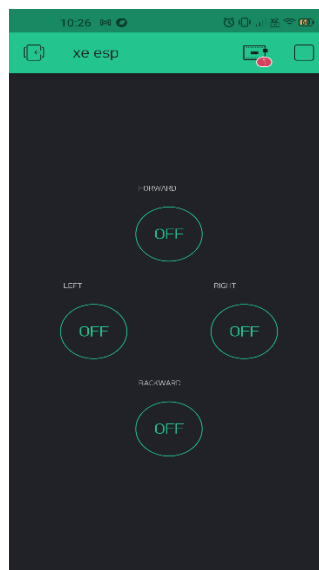 10:26
xe esp
FORWARD
OFF
LEFT
RIGHT
OFF
OFF
BACKWARD
OFF